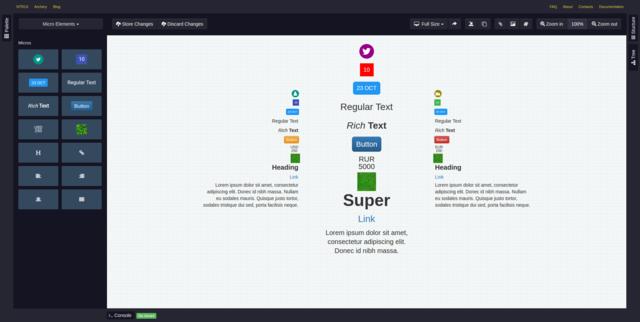 Archery
Blog
FAQ
About
Contacts
Documentation
Palette
Micro Elements
Store Changes
Discard Changes
Full Size
Zoom in
100%
Zoom out
Structure
Tree
Micros
10
23 OCT
Regular Text
Rich Text
Button
H
10
23 OCT
Regular Text
Rich Text
Button
RUR
5000
Super
Link
Lorem ipsum dolor sit amet,
consectetur adipiscing elit.
Donec id nibh massa.
Regular Text
Rich Text
Heading
Link
Lorem ipsum dolor sit amet, consectetur
adipiscing elit. Donec id nibh massa. Nullam
eu sodales mauris. Quisque justo tortor,
sodales tristique dui sed, porta facilisis neque.
Regular Text
Rich Text
Heading
Link
Lorem ipsum dolor sit amet, consectetur
adipiscing elit. Donec id nibh massa. Nullam
eu sodales mauris. Quisque justo tortor,
sodales tristique dui sed, porta facilisis neque.
Console